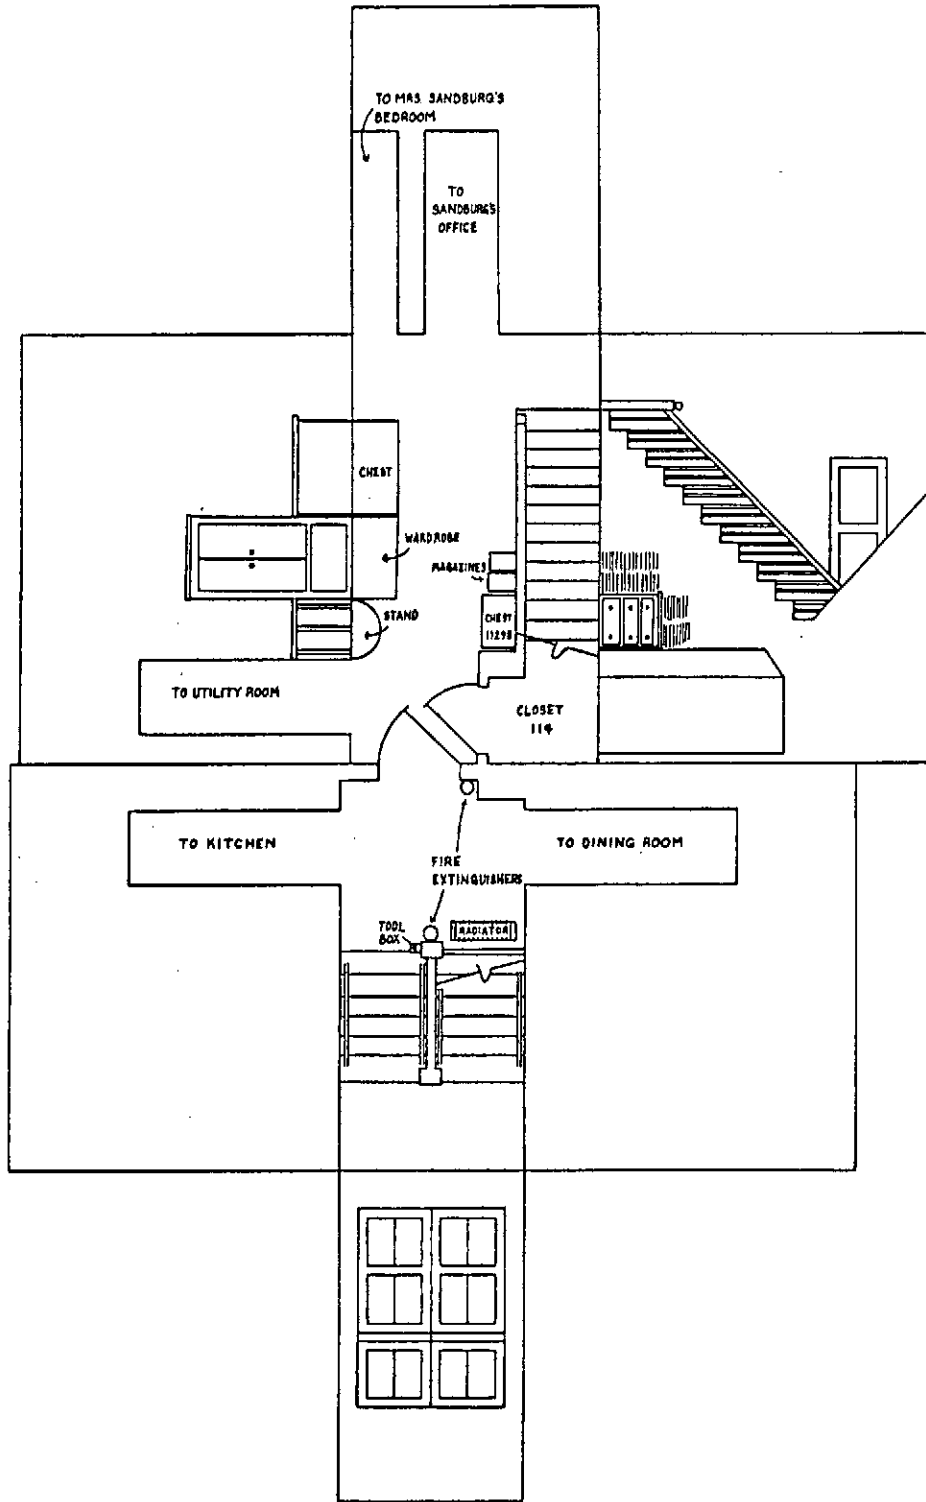 TO MRS. SANDBURG'S
BEDROOM
TO
SANDBURG'S
OFFICE
CHEST
WARDROBE
MAGAZINES
STAND
CHEST
11298
TO UTILITY ROOM
CLOSET
114
TO KITCHEN
TO DINING ROOM
FIRE
EXTINGUISHERS
TOOL
BOX
RADIATOR